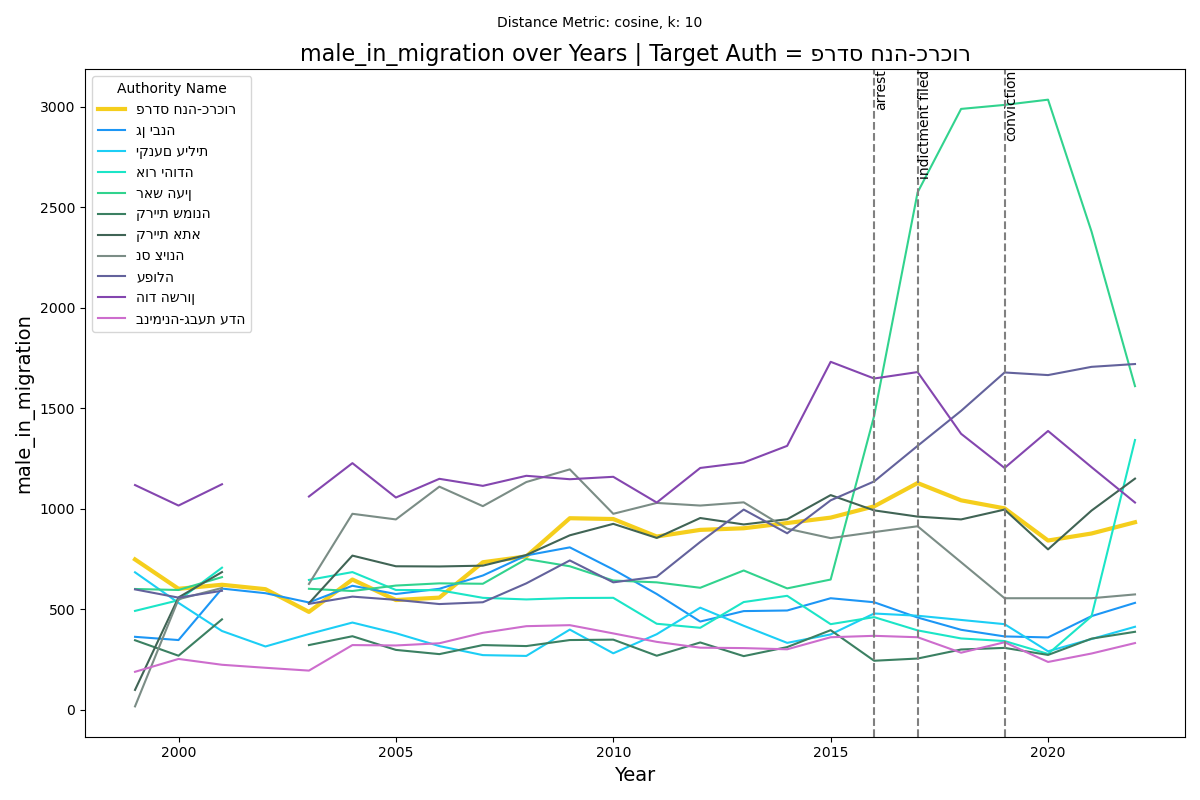 Distance Metric: cosine, k: 10
male_in_migration over Years | Target Auth = פרדס חנה-כרכור
Authority Name
פרדס חנה-כרכור
גן יבנה
יקנעם עילית
אור יהודה
ראש העין
קריית שמונה
קריית אתא
נס ציונה
עפולה
הוד השרון
בנימינה-גבעת עדה
arrest
indictment filed
conviction
male_in_migration
3000
2500
2000
1500
1000
500
0
2000
2005
2010
2015
2020
Year